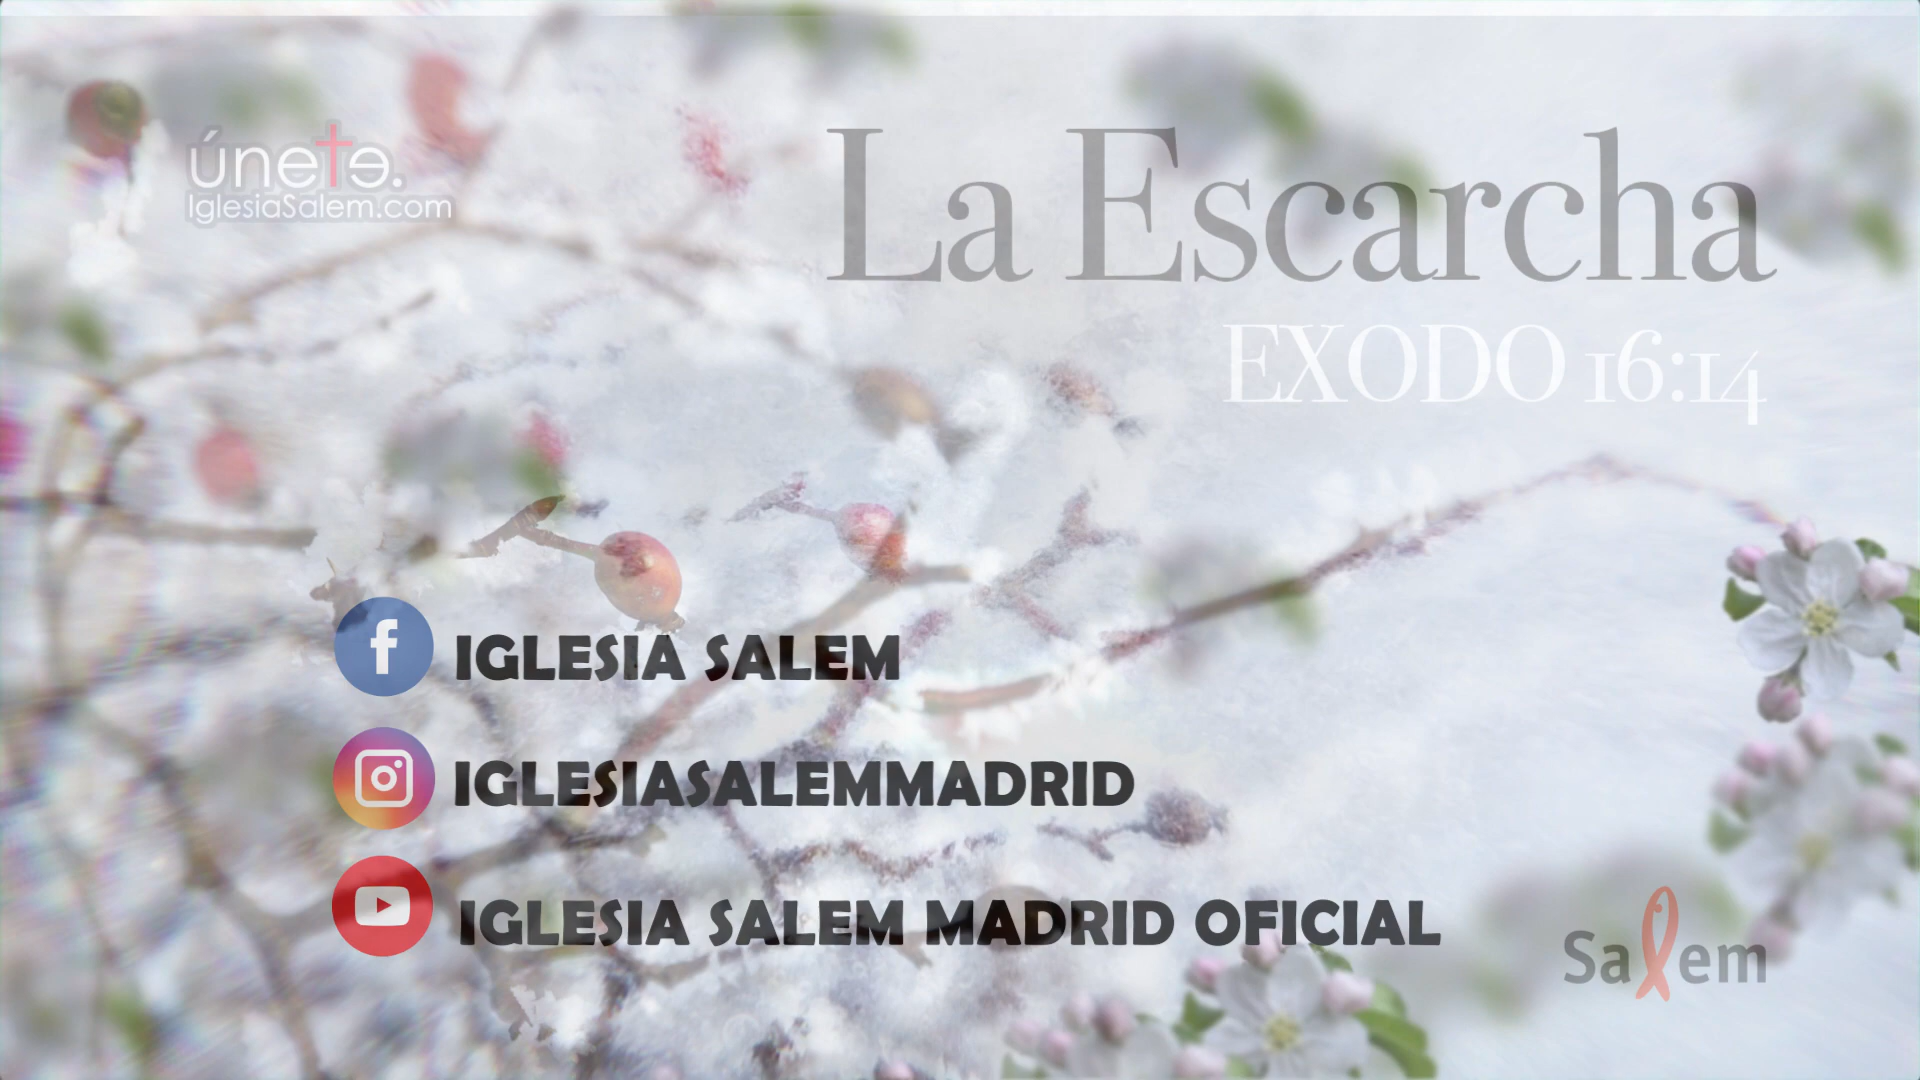 únete.
IglesiaSalem.com
La Escarcha
EXODO 16:14
IGLESIA SALEM
IGLESIASALEMMADRID
IGLESIA SALEM MADRID OFICIAL
Salem